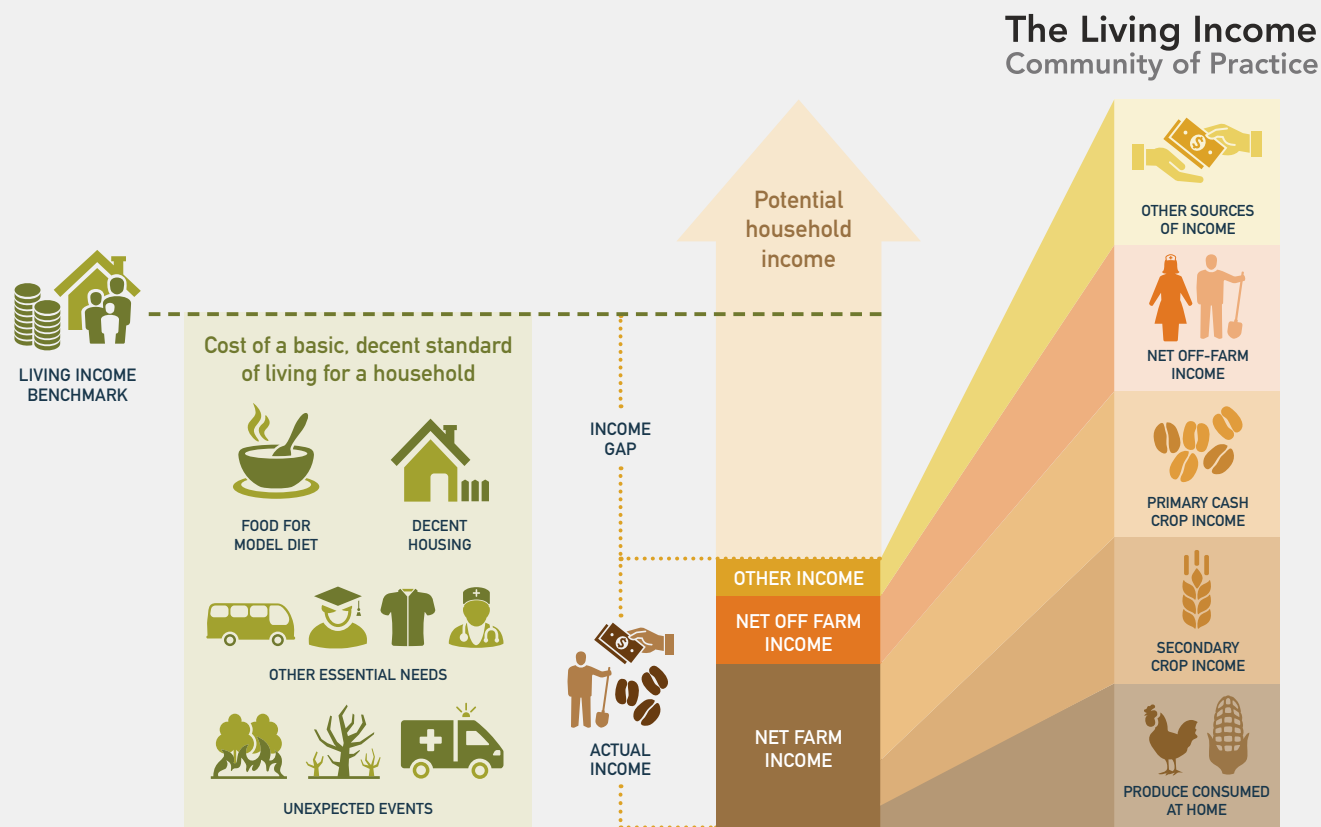 The Living Income
Community of Practice
LIVING INCOME
BENCHMARK
Cost of a basic, decent standard
of living for a household
FOOD FOR
MODEL DIET
DECENT
HOUSING
OTHER ESSENTIAL NEEDS
UNEXPECTED EVENTS
INCOME
GAP
ACTUAL
INCOME
Potential
household
income
OTHER INCOME
NET OFF FARM
INCOME
NET FARM
INCOME
$
OTHER SOURCES
OF INCOME
NET OFF-FARM
INCOME
PRIMARY CASH
CROP INCOME
SECONDARY
CROP INCOME
PRODUCE CONSUMED
AT HOME
$